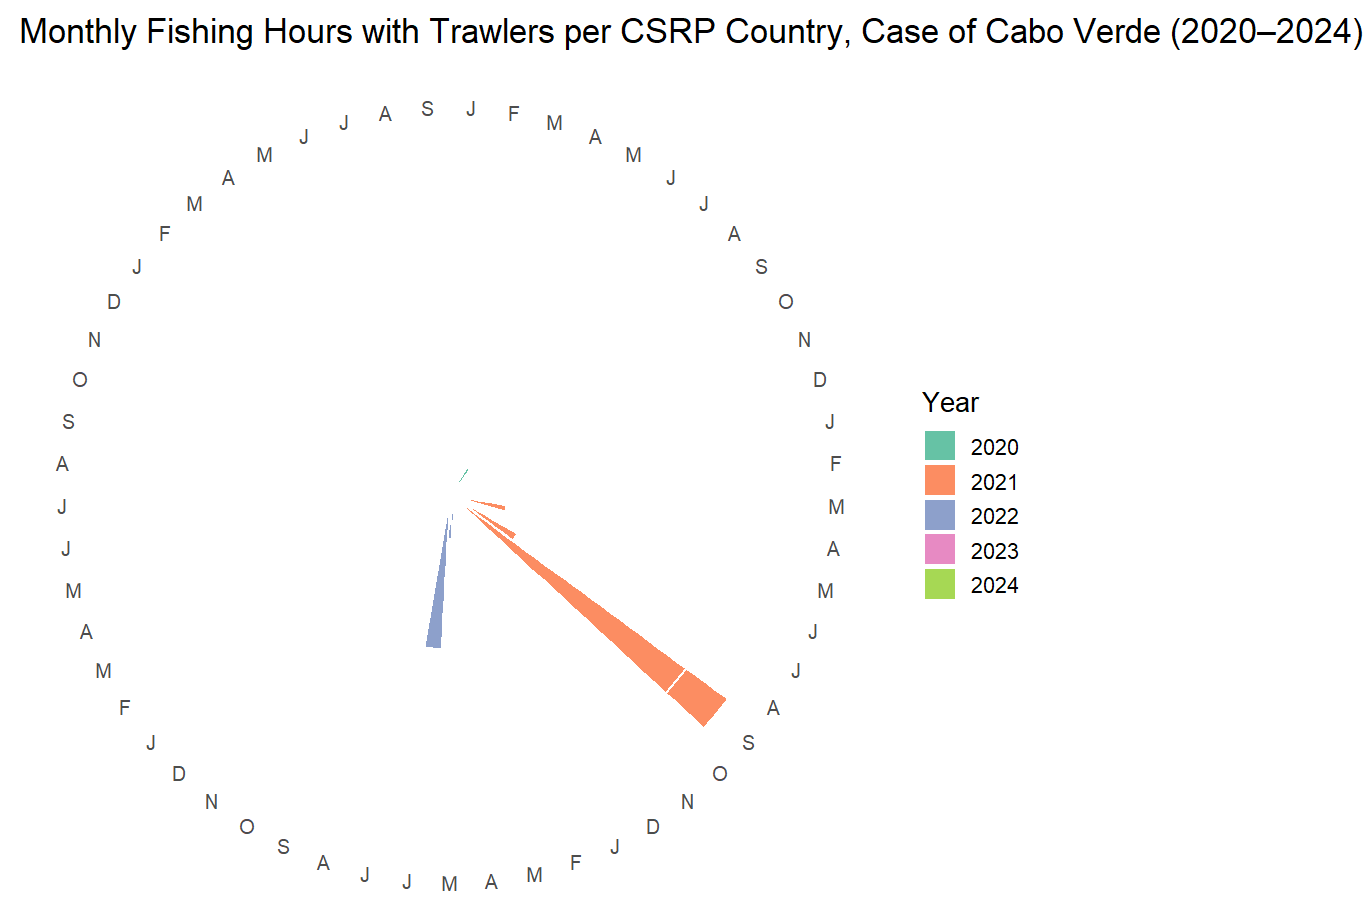 Monthly Fishing Hours with Trawlers per CSRP Country, Case of Cabo Verde (2020–2024)
J F M A M J J A S O N D J F M A M J J A S O N D J F M A M J J A S O N D J F M A M J J A S O N D J F M A M J J A S
Year
2020
2021
2022
2023
2024